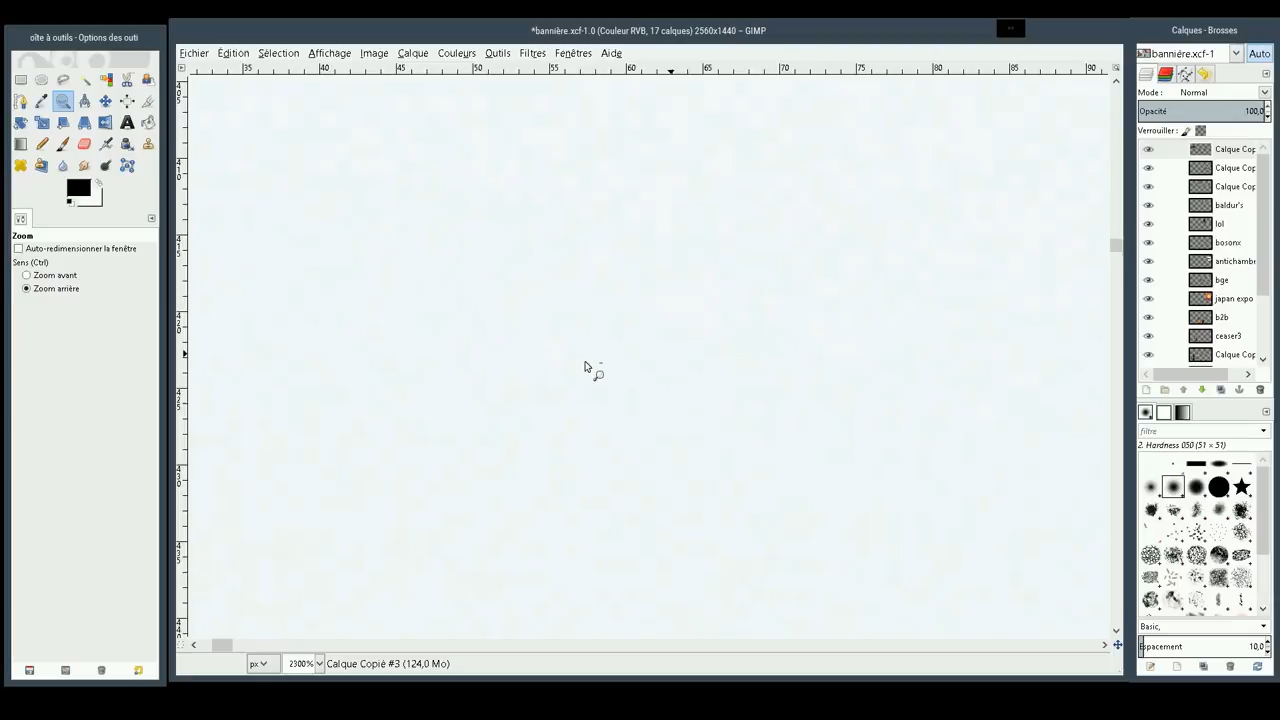 oîte à outils - Options des outi
*bannière.xcf-1.0 (Couleur RVB, 17 calques) 2560x1440 – GIMP
Calques - Brosses
Fichier Édition Sélection Affichage Image Calque Couleurs Outils Filtres Fenêtres Aide
bannière.xcf-1 Auto
35 40 45 50 55 60 65 70 75 80 85 90
Mode : Normal
Opacité 100,0
Verrouiller :
Calque Cop
Calque Cop
Calque Cop
baldur's
lol
bosonx
antichambe
bge
japan expo
b2b
ceaser3
Calque Cop
Zoom
Auto-redimensionner la fenêtre
Sens (Ctrl)
Zoom avant
Zoom arrière
filtre
2. Hardness 050 (51 × 51)
Basic,
Espacement 10,0
px 2300% Calque Copié #3 (124,0 Mo)